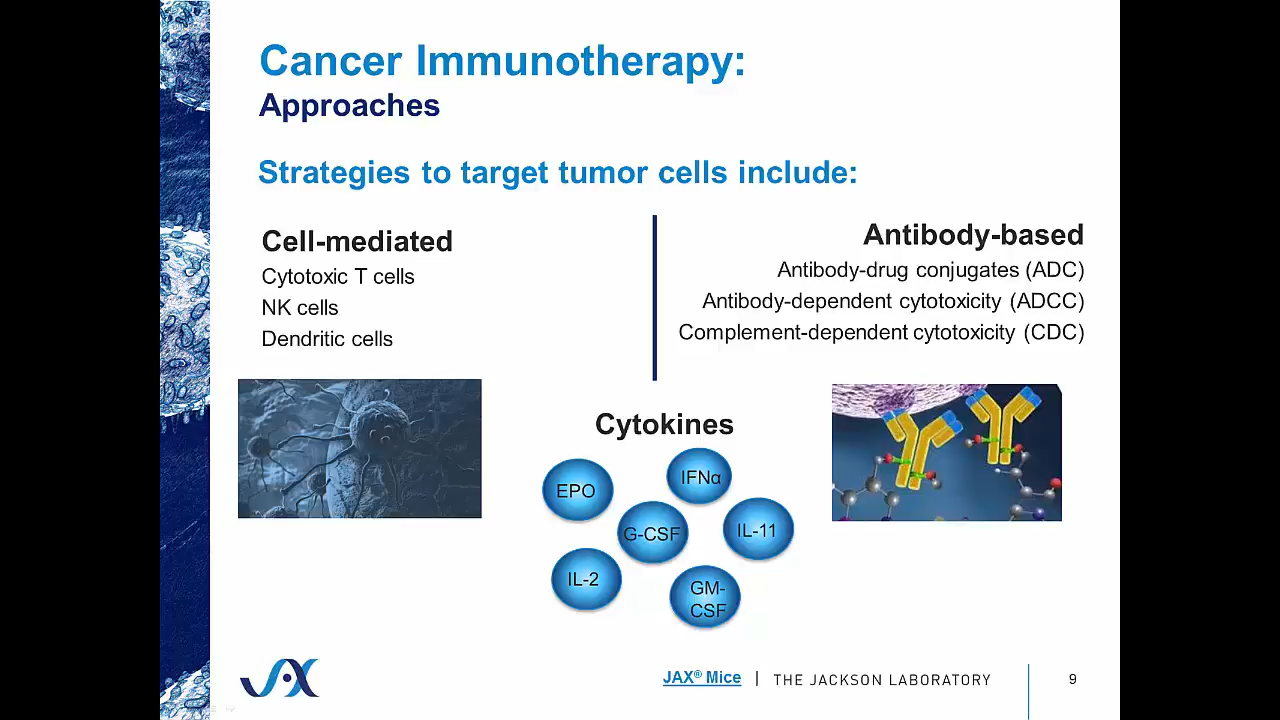 Cancer Immunotherapy:
Approaches
Strategies to target tumor cells include:
Cell-mediated
Cytotoxic T cells
NK cells
Dendritic cells
Antibody-based
Antibody-drug conjugates (ADC)
Antibody-dependent cytotoxicity (ADCC)
Complement-dependent cytotoxicity (CDC)
Cytokines
EPO
IFNα
G-CSF
IL-11
IL-2
GM-
CSF
JAX
JAX® Mice | THE JACKSON LABORATORY
9